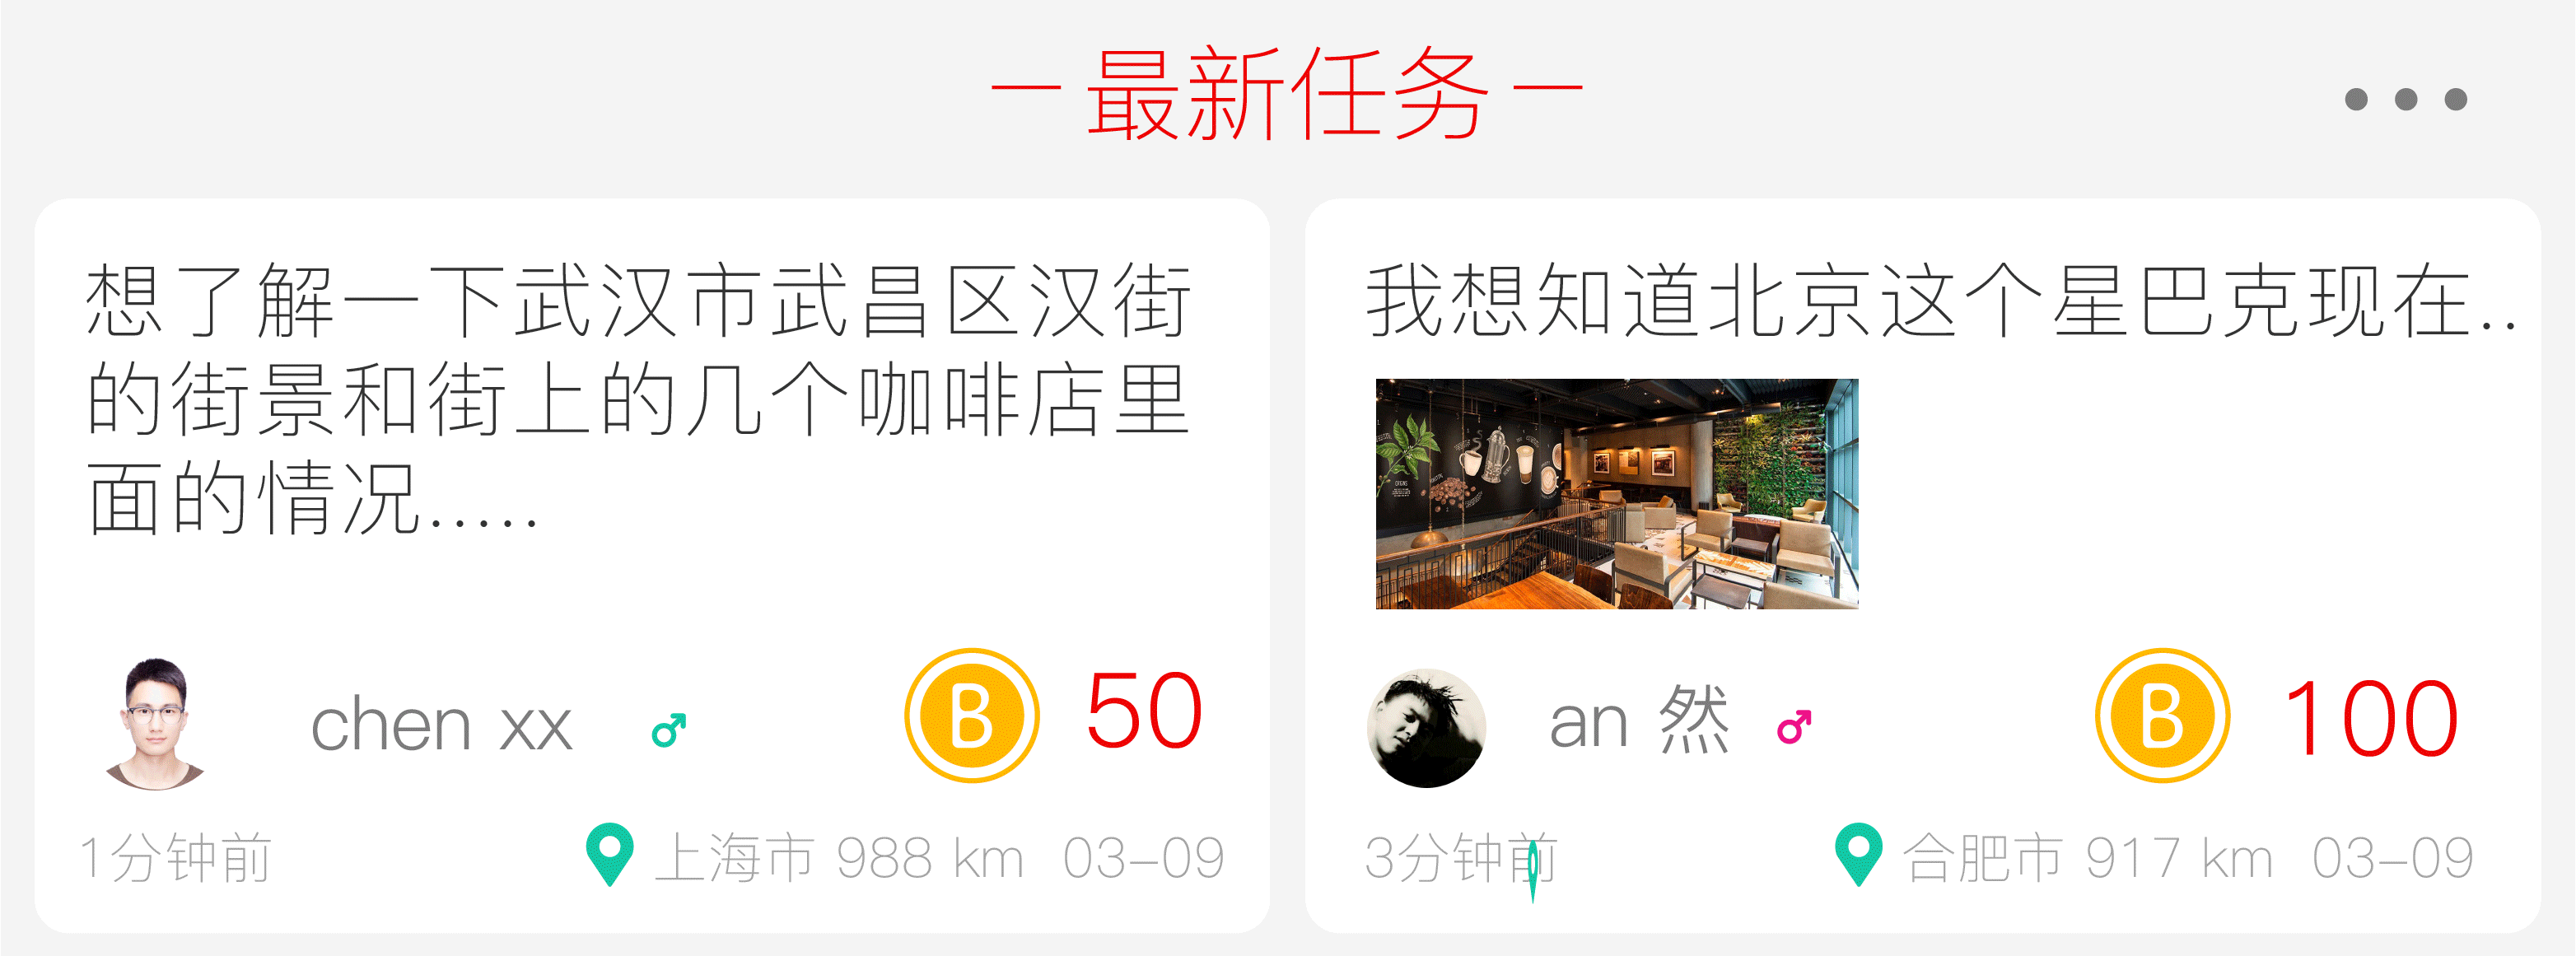 －最新任务－
想了解一下武汉市武昌区汉街
的街景和街上的几个咖啡店里
面的情况.....
chen xx
B
50
1分钟前
上海市 988 km 03-09
我想知道北京这个星巴克现在..
an 然
B
100
3分钟前
合肥市 917 km 03-09